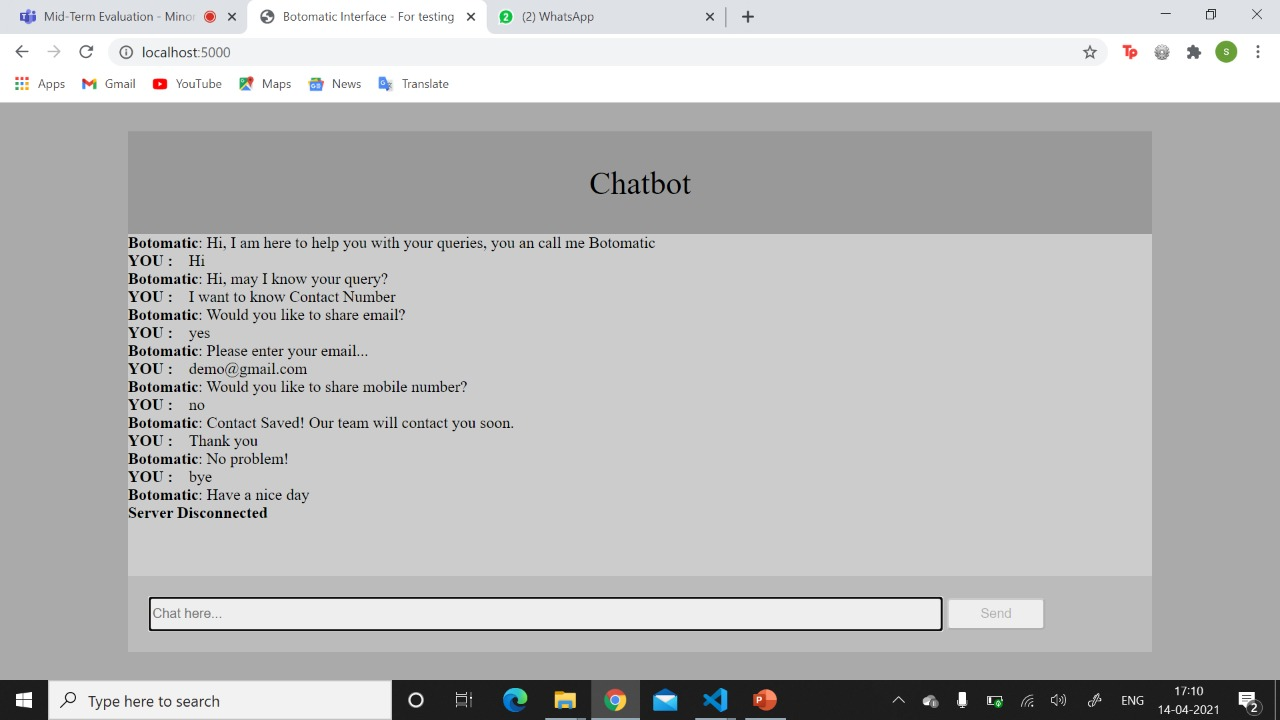 Mid-Term Evaluation - Minor
Botomatic Interface - For testing
(2) WhatsApp
localhost:5000
Tp
S
Apps
Gmail
YouTube
Maps
News
Translate
Chatbot
Botomatic: Hi, I am here to help you with your queries, you an call me Botomatic
YOU : Hi
Botomatic: Hi, may I know your query?
YOU : I want to know Contact Number
Botomatic: Would you like to share email?
YOU : yes
Botomatic: Please enter your email...
YOU : demo@gmail.com
Botomatic: Would you like to share mobile number?
YOU : no
Botomatic: Contact Saved! Our team will contact you soon.
YOU : Thank you
Botomatic: No problem!
YOU : bye
Botomatic: Have a nice day
Server Disconnected
Chat here...
Send
Type here to search
ENG
17:10
14-04-2021
2